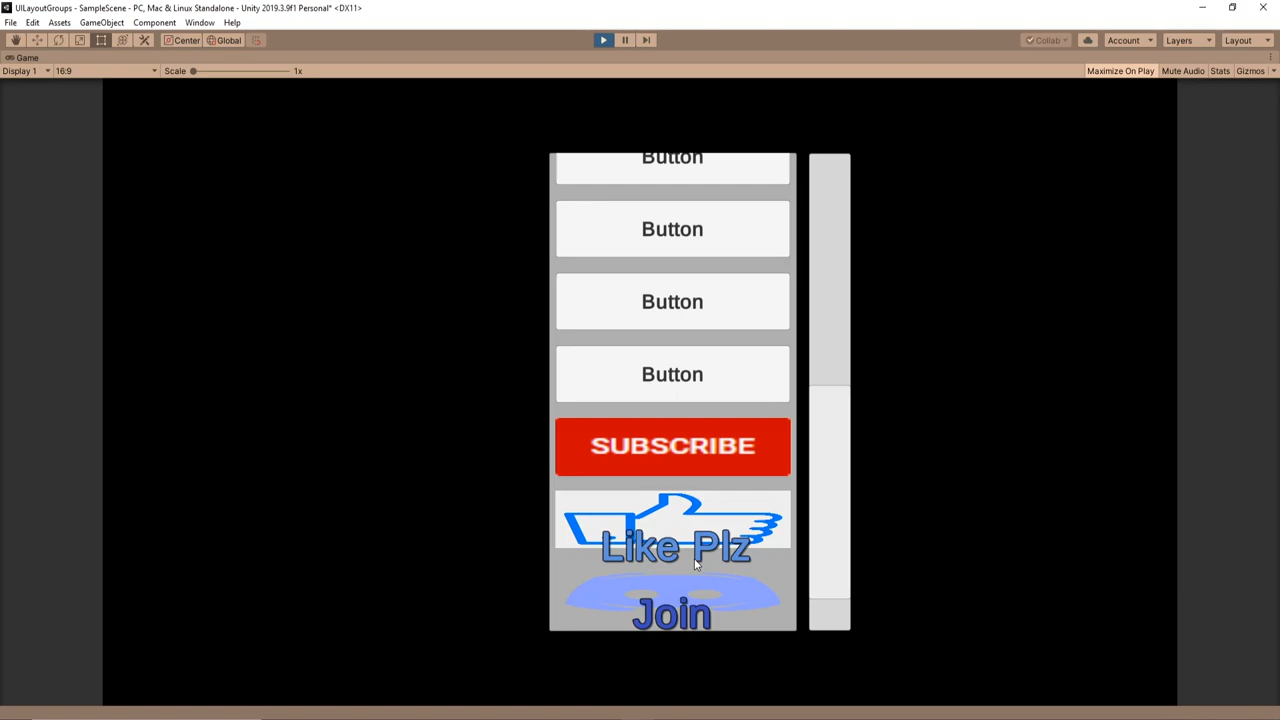 UILayoutGroups - SampleScene - PC, Mac & Linux Standalone - Unity 2019.3.9f1 Personal* <DX11>
File Edit Assets GameObject Component Window Help
Center Global Collab Account Layers Layout
Game
Display 1 16:9 Scale 1x Maximize On Play Mute Audio Stats Gizmos
Button
Button
Button
Button
SUBSCRIBE
Like Plz
Join